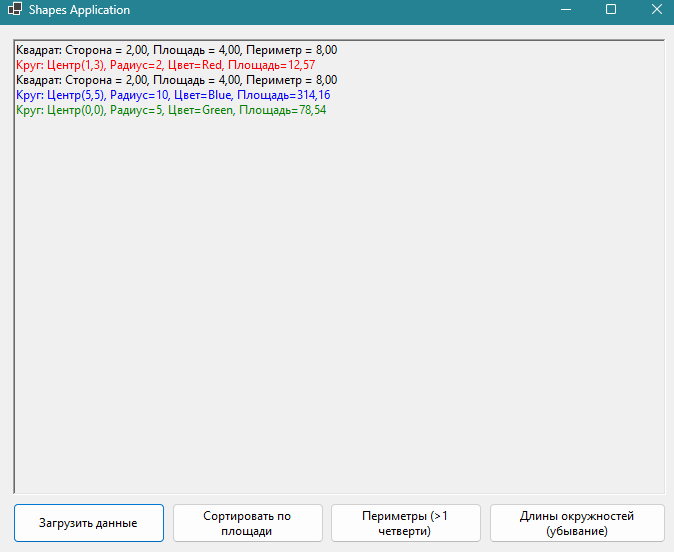 Shapes Application
Квадрат: Сторона = 2,00, Площадь = 4,00, Периметр = 8,00
Круг: Центр(1,3), Радиус=2, Цвет=Red, Площадь=12,57
Квадрат: Сторона = 2,00, Площадь = 4,00, Периметр = 8,00
Круг: Центр(5,5), Радиус=10, Цвет=Blue, Площадь=314,16
Круг: Центр(0,0), Радиус=5, Цвет=Green, Площадь=78,54
Загрузить данные
Сортировать по
площади
Периметры (>1
четверти)
Длины окружностей
(убывание)